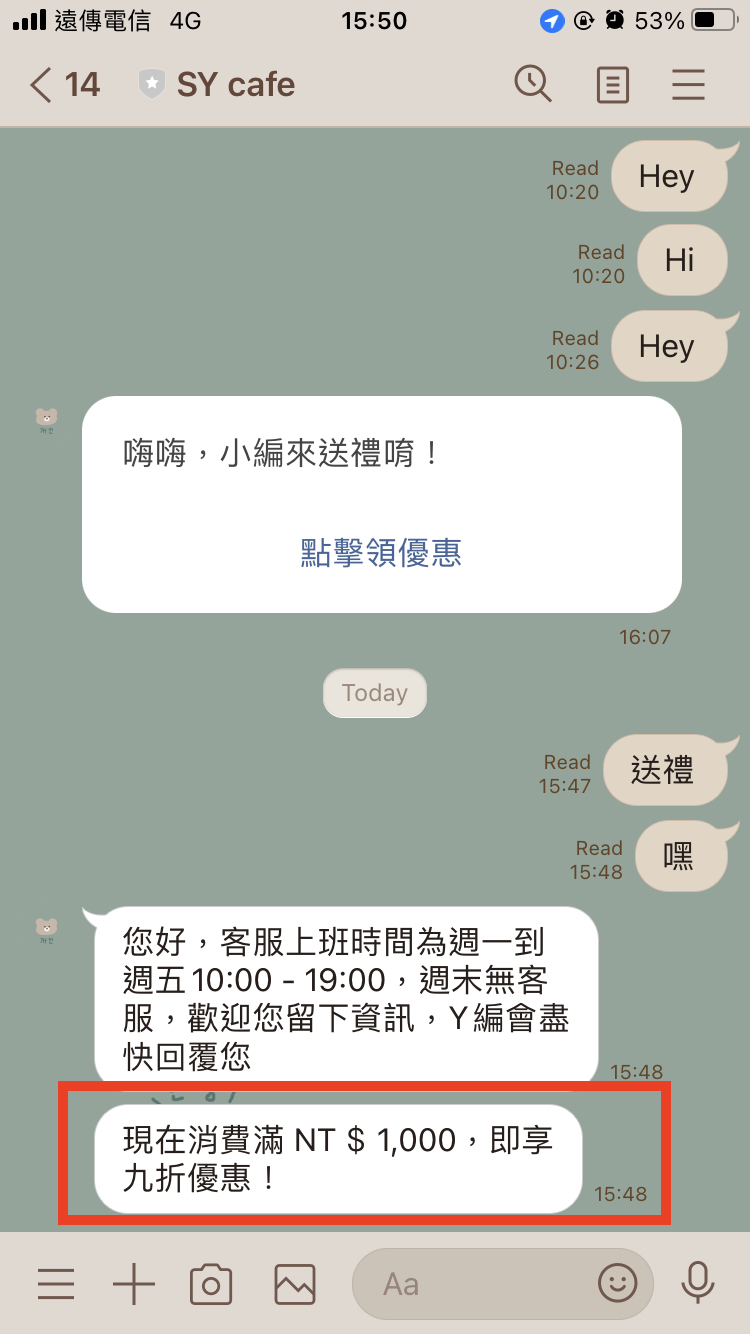 遠傳電信 4G 15:50 53%
14 SY cafe
Read
10:20
Hey
Read
10:20
Hi
Read
10:26
Hey
嗨嗨，小編來送禮唷！
點擊領優惠
16:07
Today
Read
15:47
送禮
Read
15:48
嘿
您好，客服上班時間為週一到
週五10:00 - 19:00，週末無客
服，歡迎您留下資訊，Y編會盡
快回覆您
15:48
現在消費滿 NT $ 1,000，即享
九折優惠！
15:48
Aa